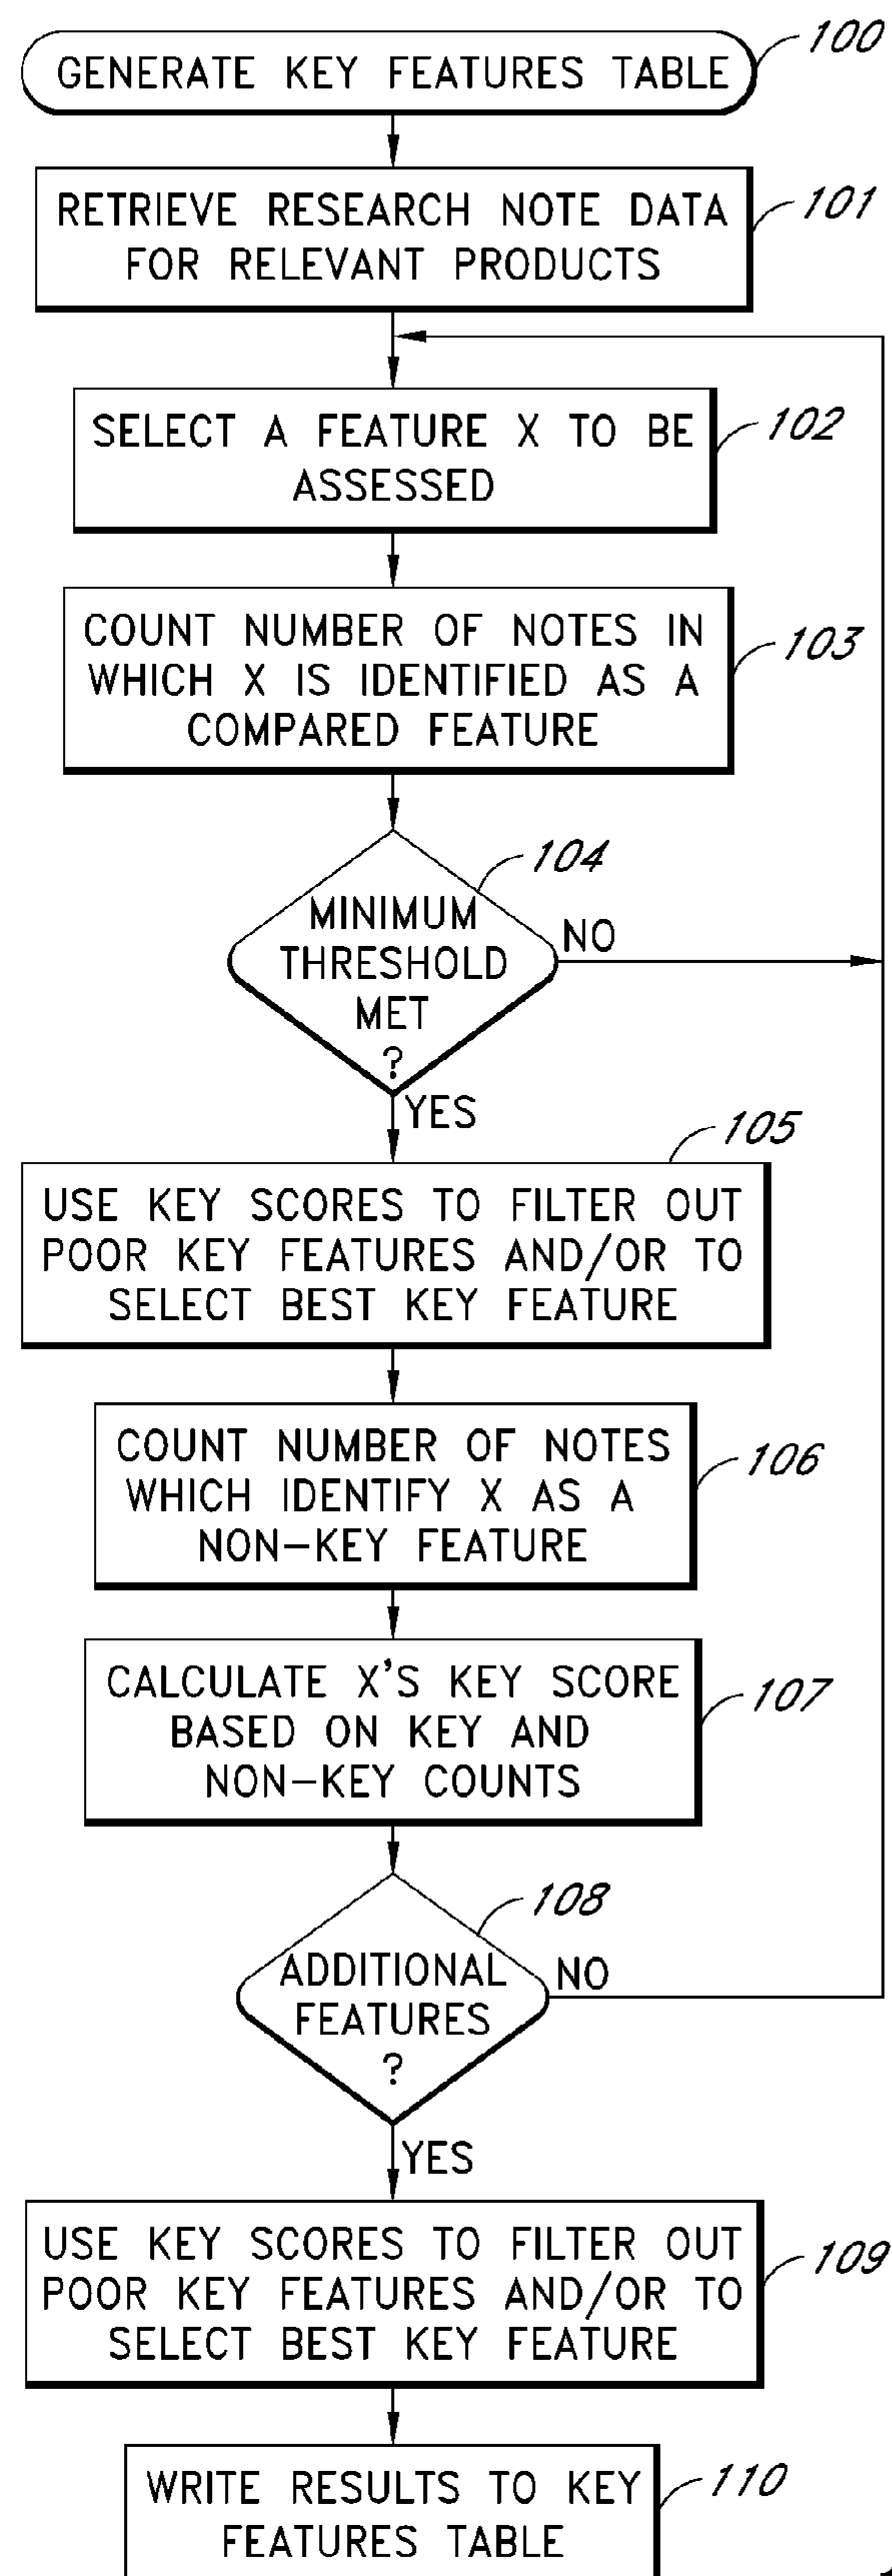 GENERATE KEY FEATURES TABLE
100
RETRIEVE RESEARCH NOTE DATA
FOR RELEVANT PRODUCTS
101
SELECT A FEATURE X TO BE
ASSESSED
102
COUNT NUMBER OF NOTES IN
WHICH X IS IDENTIFIED AS A
COMPARED FEATURE
103
104
MINIMUM
THRESHOLD
MET
?
NO
YES
105
USE KEY SCORES TO FILTER OUT
POOR KEY FEATURES AND/OR TO
SELECT BEST KEY FEATURE
COUNT NUMBER OF NOTES
WHICH IDENTIFY X AS A
NON-KEY FEATURE
106
CALCULATE X'S KEY SCORE
BASED ON KEY AND
NON-KEY COUNTS
107
108
ADDITIONAL
FEATURES
?
NO
YES
USE KEY SCORES TO FILTER OUT
POOR KEY FEATURES AND/OR TO
SELECT BEST KEY FEATURE
109
WRITE RESULTS TO KEY
FEATURES TABLE
110